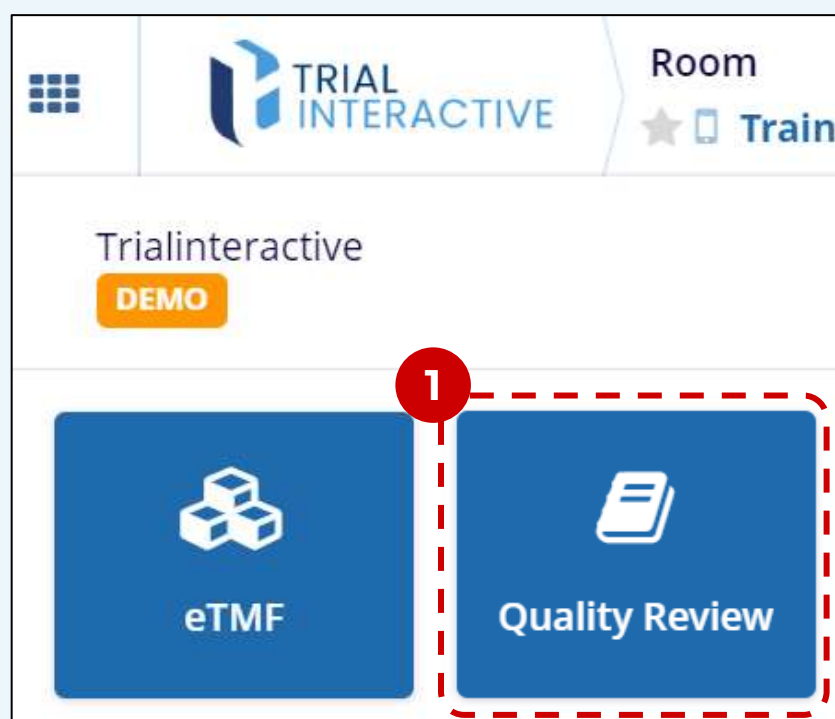 TRIAL
INTERACTIVE
Room
Train
Trialinteractive
DEMO
1
eTMF
Quality Review